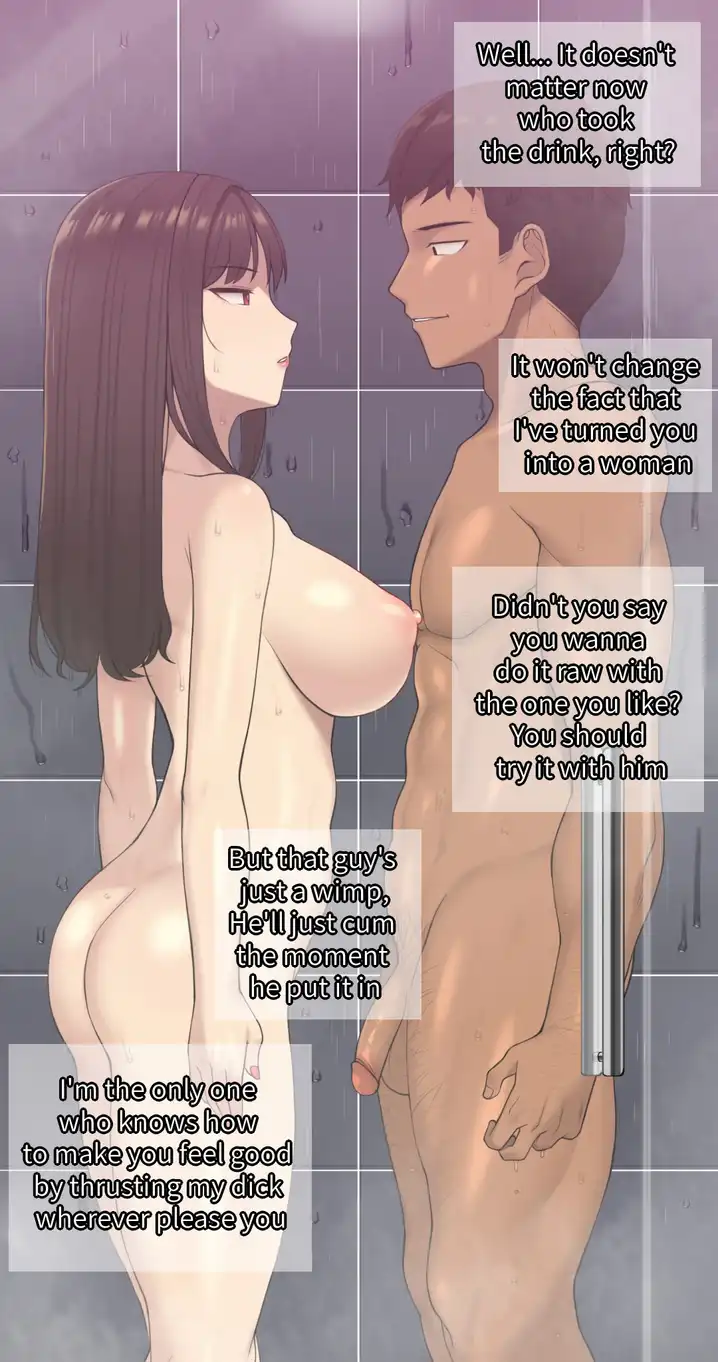 Well... It doesn't
matter now
who took
the drink, right?
It won't change
the fact that
I've turned you
into a woman
Didn't you say
you wanna
do it raw with
the one you like?
You should
try it with him
But that guy's
just a wimp,
He'll just cum
the moment
he put it in
I'm the only one
who knows how
to make you feel good
by thrusting my dick
wherever please you